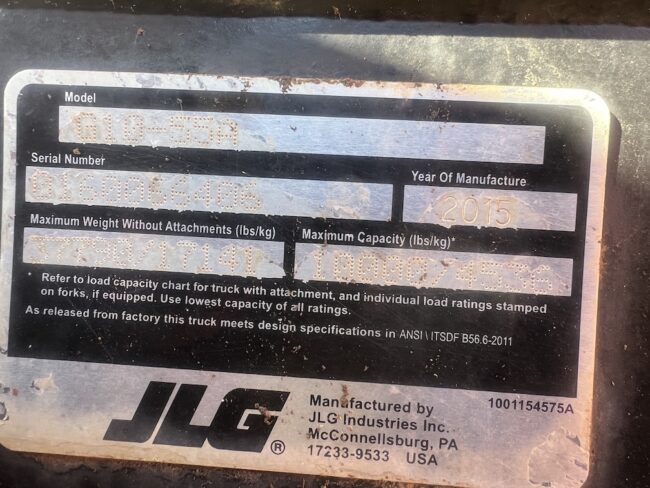 Model
G10-55A
Serial Number
Year Of Manufacture
2015
Maximum Weight Without Attachments (lbs/kg)
Maximum Capacity (lbs/kg)*
* Refer to load capacity chart for truck with attachment, and individual load ratings stamped
on forks, if equipped. Use lowest capacity of all ratings.
As released from factory this truck meets design specifications in ANSI \ ITSDF B56.6-2011
JLG®
Manufactured by
JLG Industries Inc.
McConnellsburg, PA
17233-9533 USA
1001154575A